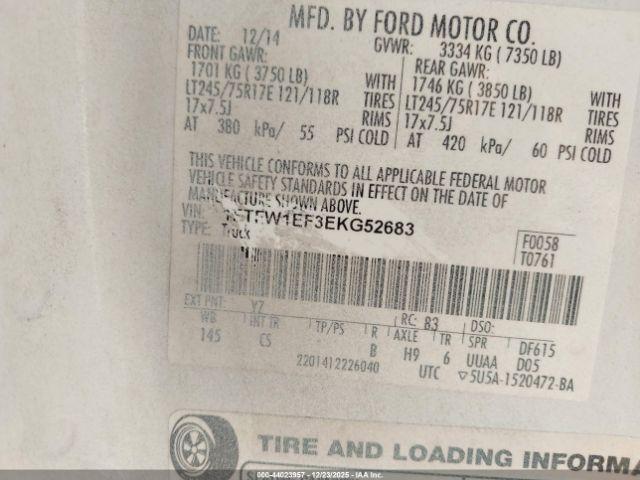 MFD. BY FORD MOTOR CO.
DATE: 12/14 GVWR: 3334 KG ( 7350 LB)
FRONT GAWR: REAR GAWR:
1701 KG ( 3750 LB) WITH 1746 KG ( 3850 LB) WITH
LT245/75R17E 121/118R TIRES LT245/75R17E 121/118R TIRES
17x7.5J RIMS 17x7.5J RIMS
AT 380 kPa/ 55 PSI COLD AT 420 kPa/ 60 PSI COLD
THIS VEHICLE CONFORMS TO ALL APPLICABLE FEDERAL MOTOR
VEHICLE SAFETY STANDARDS IN EFFECT ON THE DATE OF
MANUFACTURE SHOWN ABOVE.
VIN: 1FTFW1EF3EKG52683
TYPE: Truck
F0058
T0761
EXT PNT: YZ RC: 83 DSO:
WB INT TR TP/PS R AXLE TR SPR DF615
145 CS B H9 6 UUAA D05
2201412226040 UTC 5U5A-1520472-BA
TIRE AND LOADING INFORMA
000-44023957 - 12/23/2025 - IAA Inc.